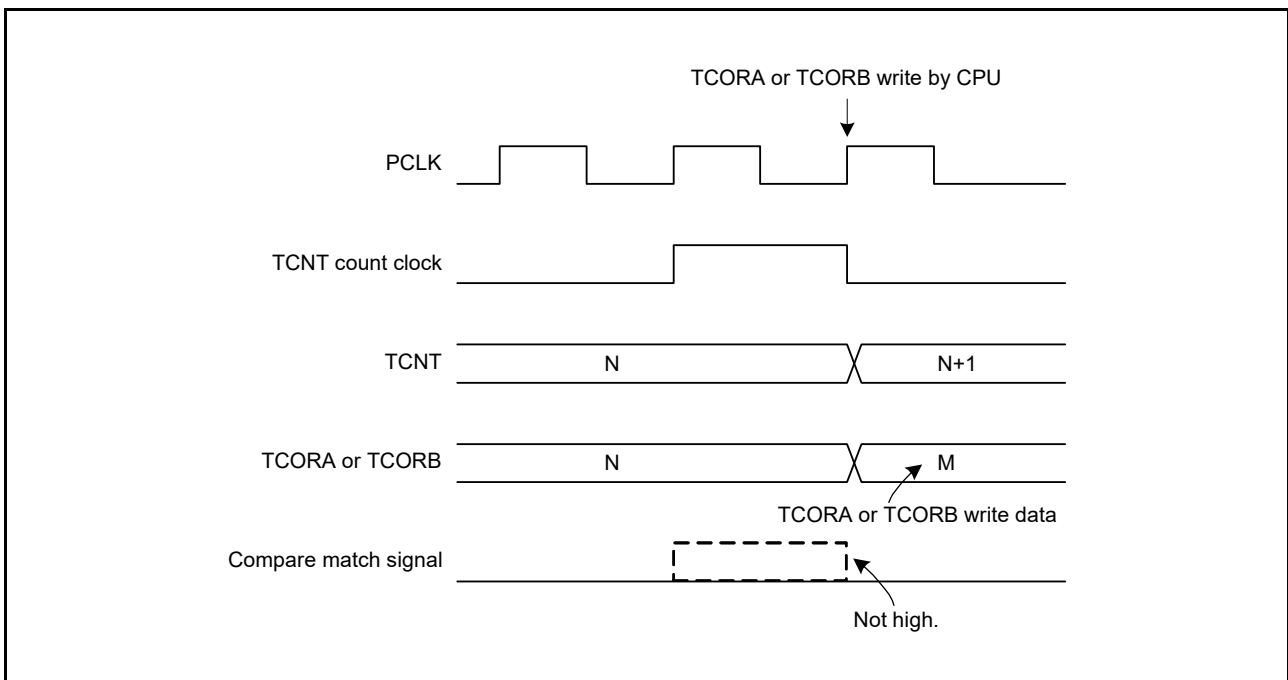 TCORA or TCORB write by CPU
PCLK
TCNT count clock
TCNT
N
N+1
TCORA or TCORB
N
M
TCORA or TCORB write data
Compare match signal
Not high.